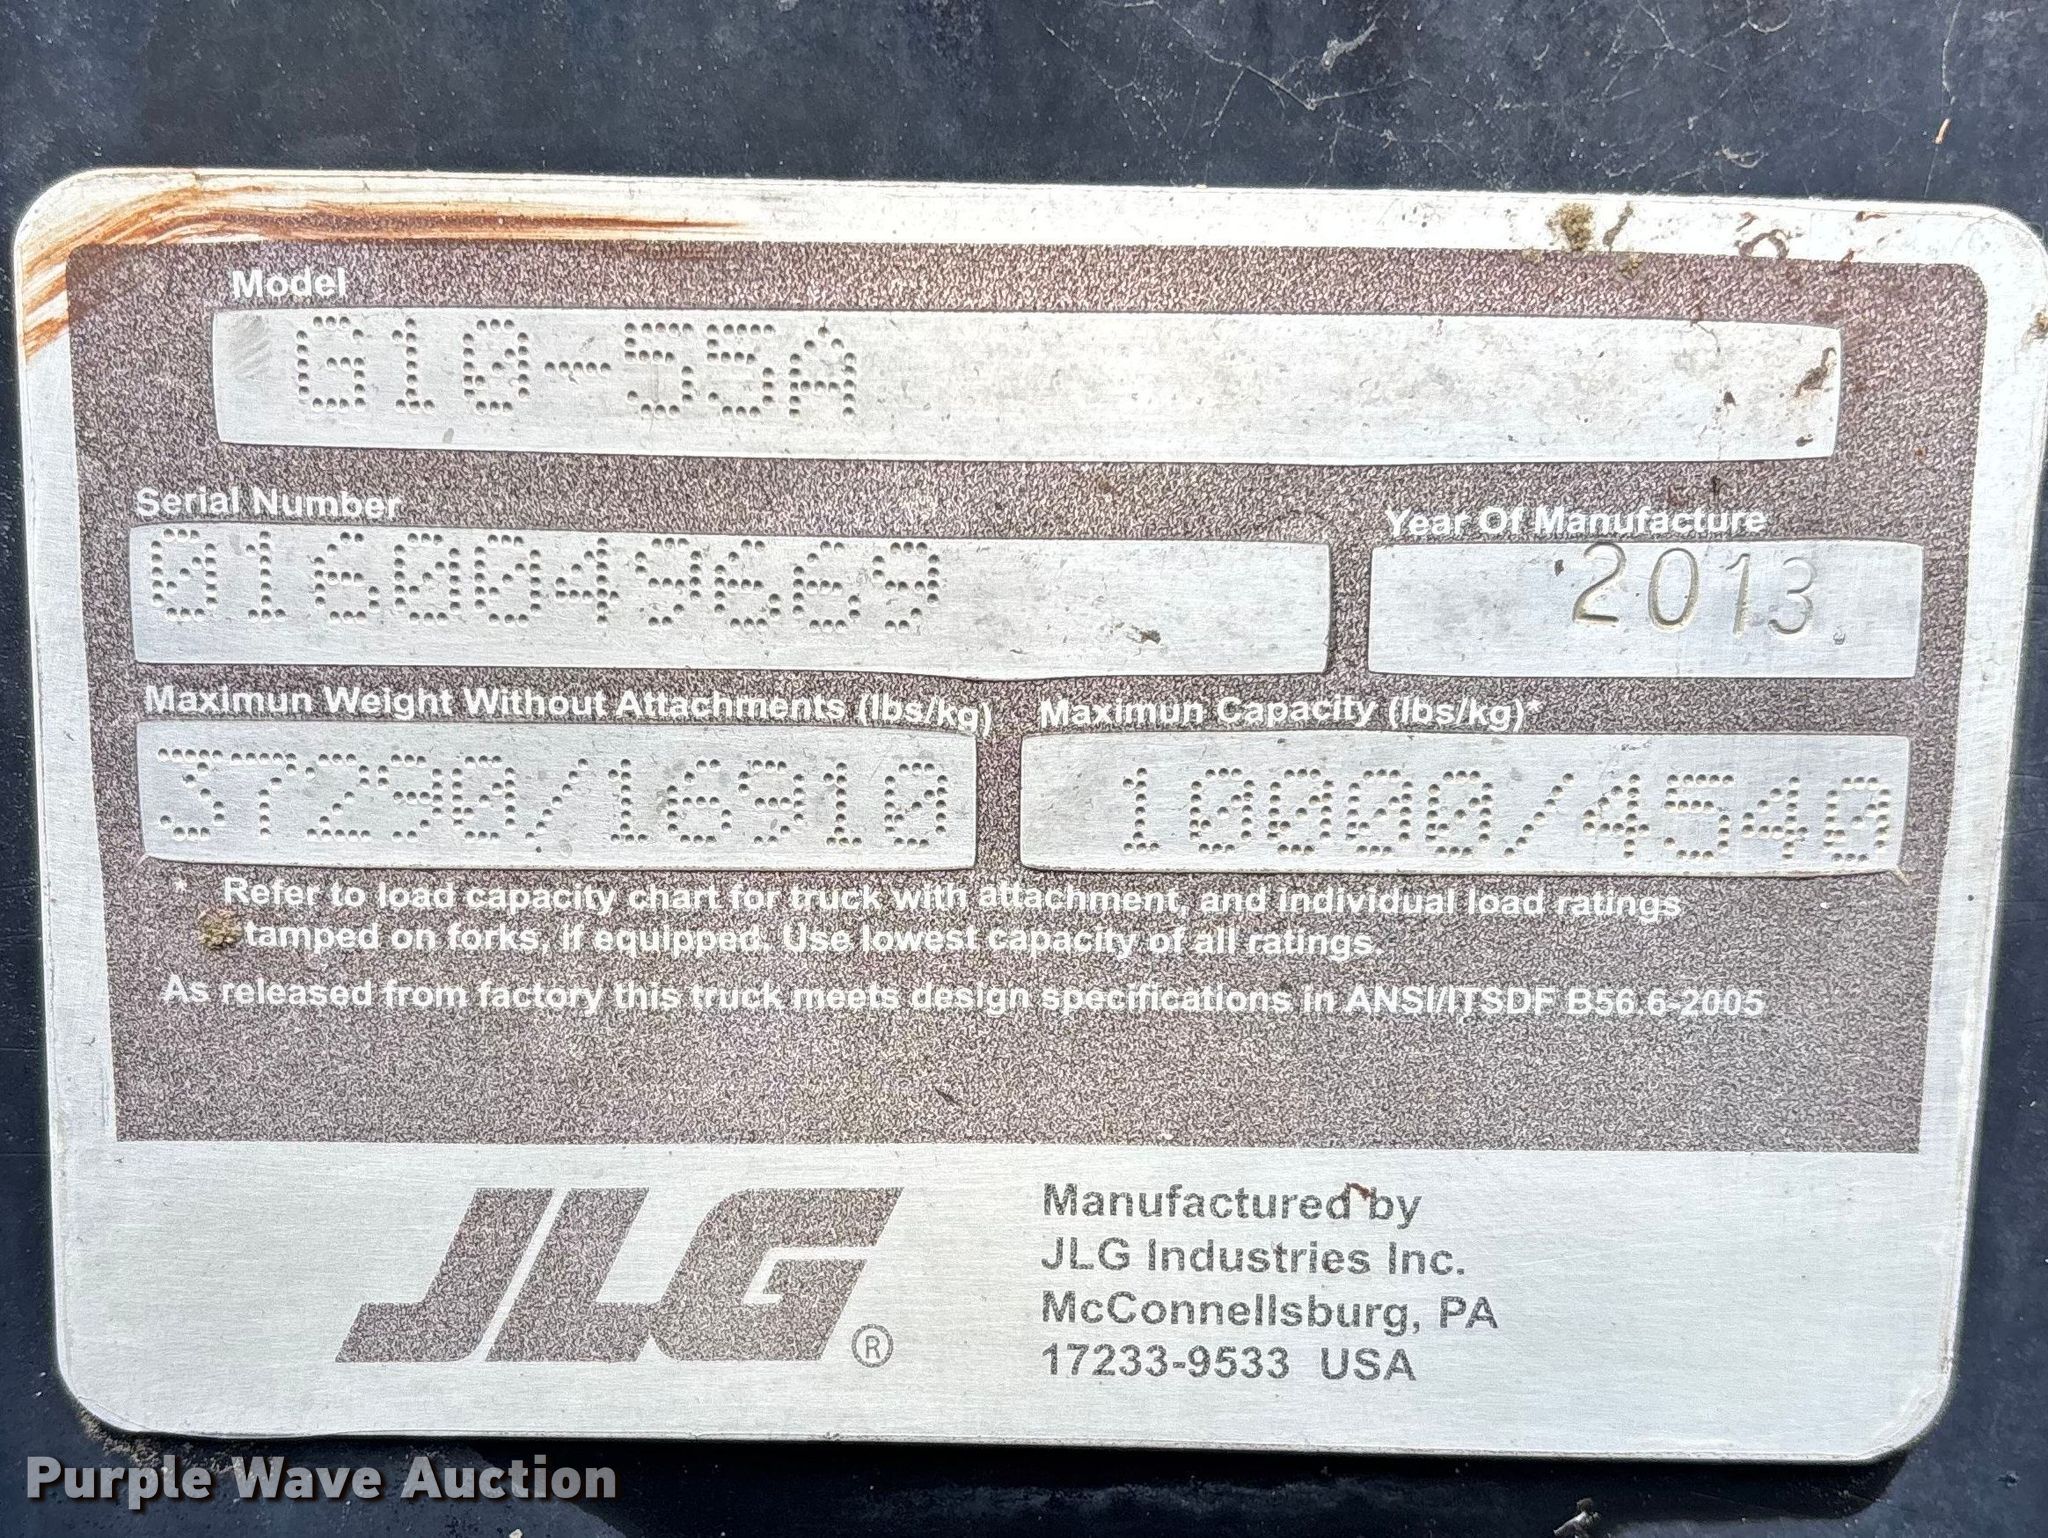 Model
G10-55A
Serial Number
Year Of Manufacture
0160049669
2013
Maximun Weight Without Attachments (lbs/kg)
Maximun Capacity (lbs/kg)*
37290/16910
10000/4540
* Refer to load capacity chart for truck with attachment, and individual load ratings
tamped on forks, if equipped. Use lowest capacity of all ratings.
As released from factory this truck meets design specifications in ANSI/ITSDF B56.6-2005
JLG®
Manufactured by
JLG Industries Inc.
McConnellsburg, PA
17233-9533 USA
Purple Wave Auction